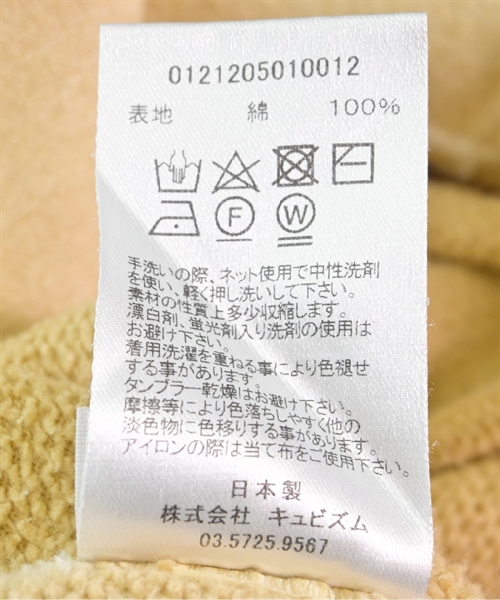 0121205010012
表地 綿 100%
F W
手洗いの際、ネット使用で中性洗剤
を使い、軽く押し洗いして下さい。
素材の性質上多少収縮します。
漂白剤、蛍光剤入り洗剤の使用は
お避け下さい。
着用洗濯を重ねる事により色褪せ
する事があります。
タンブラー乾燥はお避け下さい。
摩擦等により色落ちしやすく他の
淡色物に色移りする事があります。
アイロンの際は当て布をご使用下さい。
日本製
株式会社 キュビズム
03.5725.9567